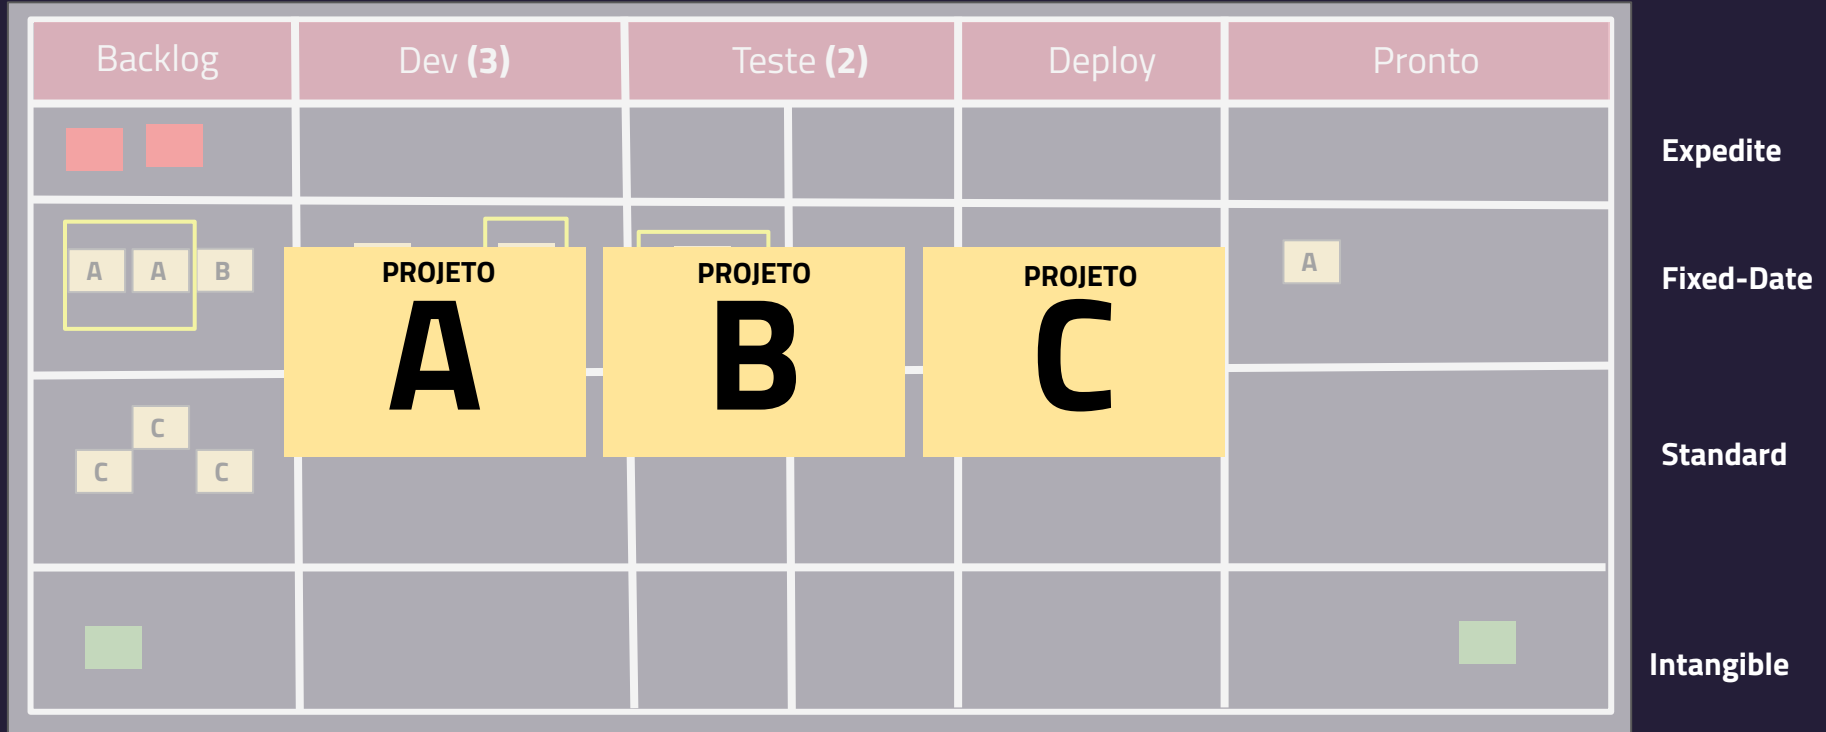 Backlog
Dev (3)
Teste (2)
Deploy
Pronto
Expedite
A
A
B
PROJETO
A
PROJETO
B
PROJETO
C
A
Fixed-Date
C
C
C
Standard
Intangible